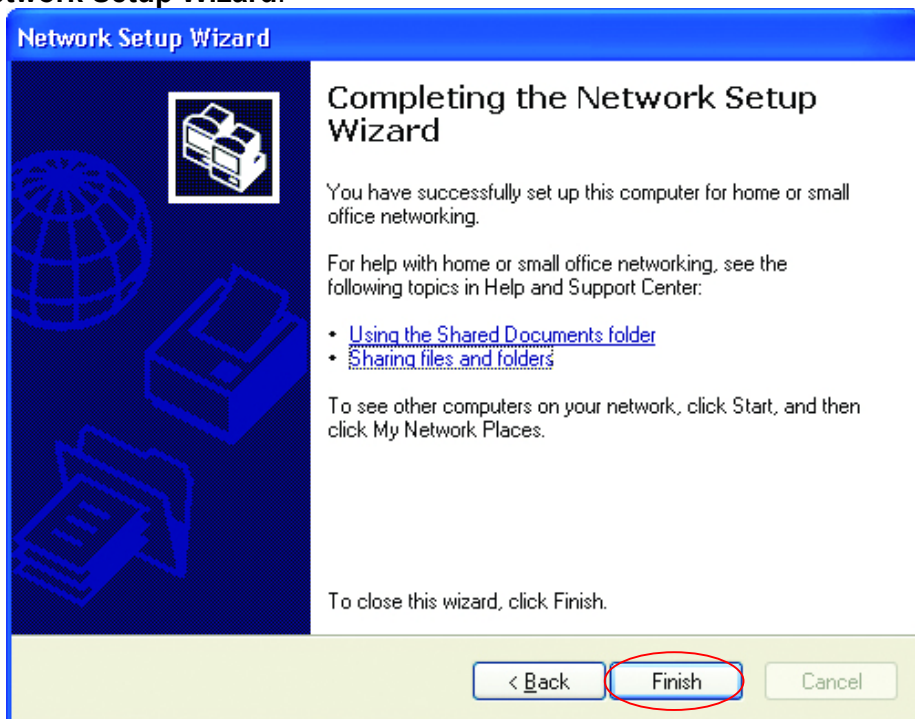 twork Setup Wizard.
Network Setup Wizard
Completing the Network Setup
Wizard
You have successfully set up this computer for home or small
office networking.
For help with home or small office networking, see the
following topics in Help and Support Center:
• Using the Shared Documents folder
• Sharing files and folders
To see other computers on your network, click Start, and then
click My Network Places.
To close this wizard, click Finish.
< Back Finish Cancel